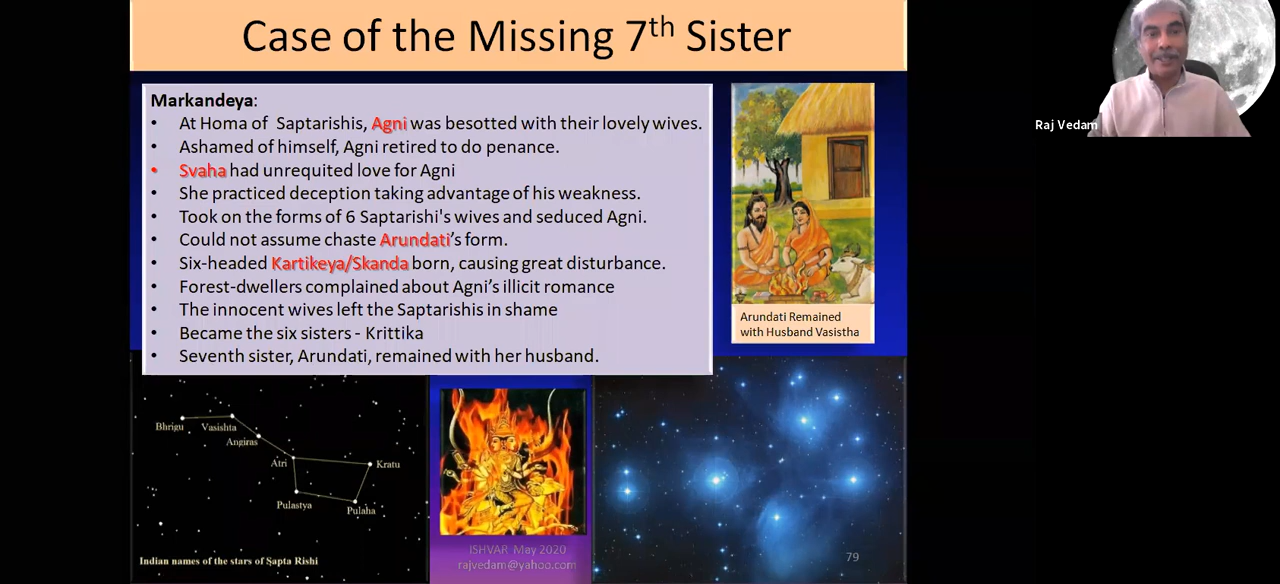 Case of the Missing 7th Sister
Markandeya:
• At Homa of Saptarishis, Agni was besotted with their lovely wives.
• Ashamed of himself, Agni retired to do penance.
• Svaha had unrequited love for Agni
• She practiced deception taking advantage of his weakness.
• Took on the forms of 6 Saptarishi's wives and seduced Agni.
• Could not assume chaste Arundati’s form.
• Six-headed Kartikeya/Skanda born, causing great disturbance.
• Forest-dwellers complained about Agni’s illicit romance
• The innocent wives left the Saptarishis in shame
• Became the six sisters - Krittika
• Seventh sister, Arundati, remained with her husband.
Arundati Remained
with Husband Vasistha
Raj Vedam
Bhrigu
Vasishta
Angiras
Atri
Kratu
Pulastya
Pulaha
Indian names of the stars of Sapta Rishi
ISHVAR May 2020
rajvedam@yahoo.com
79